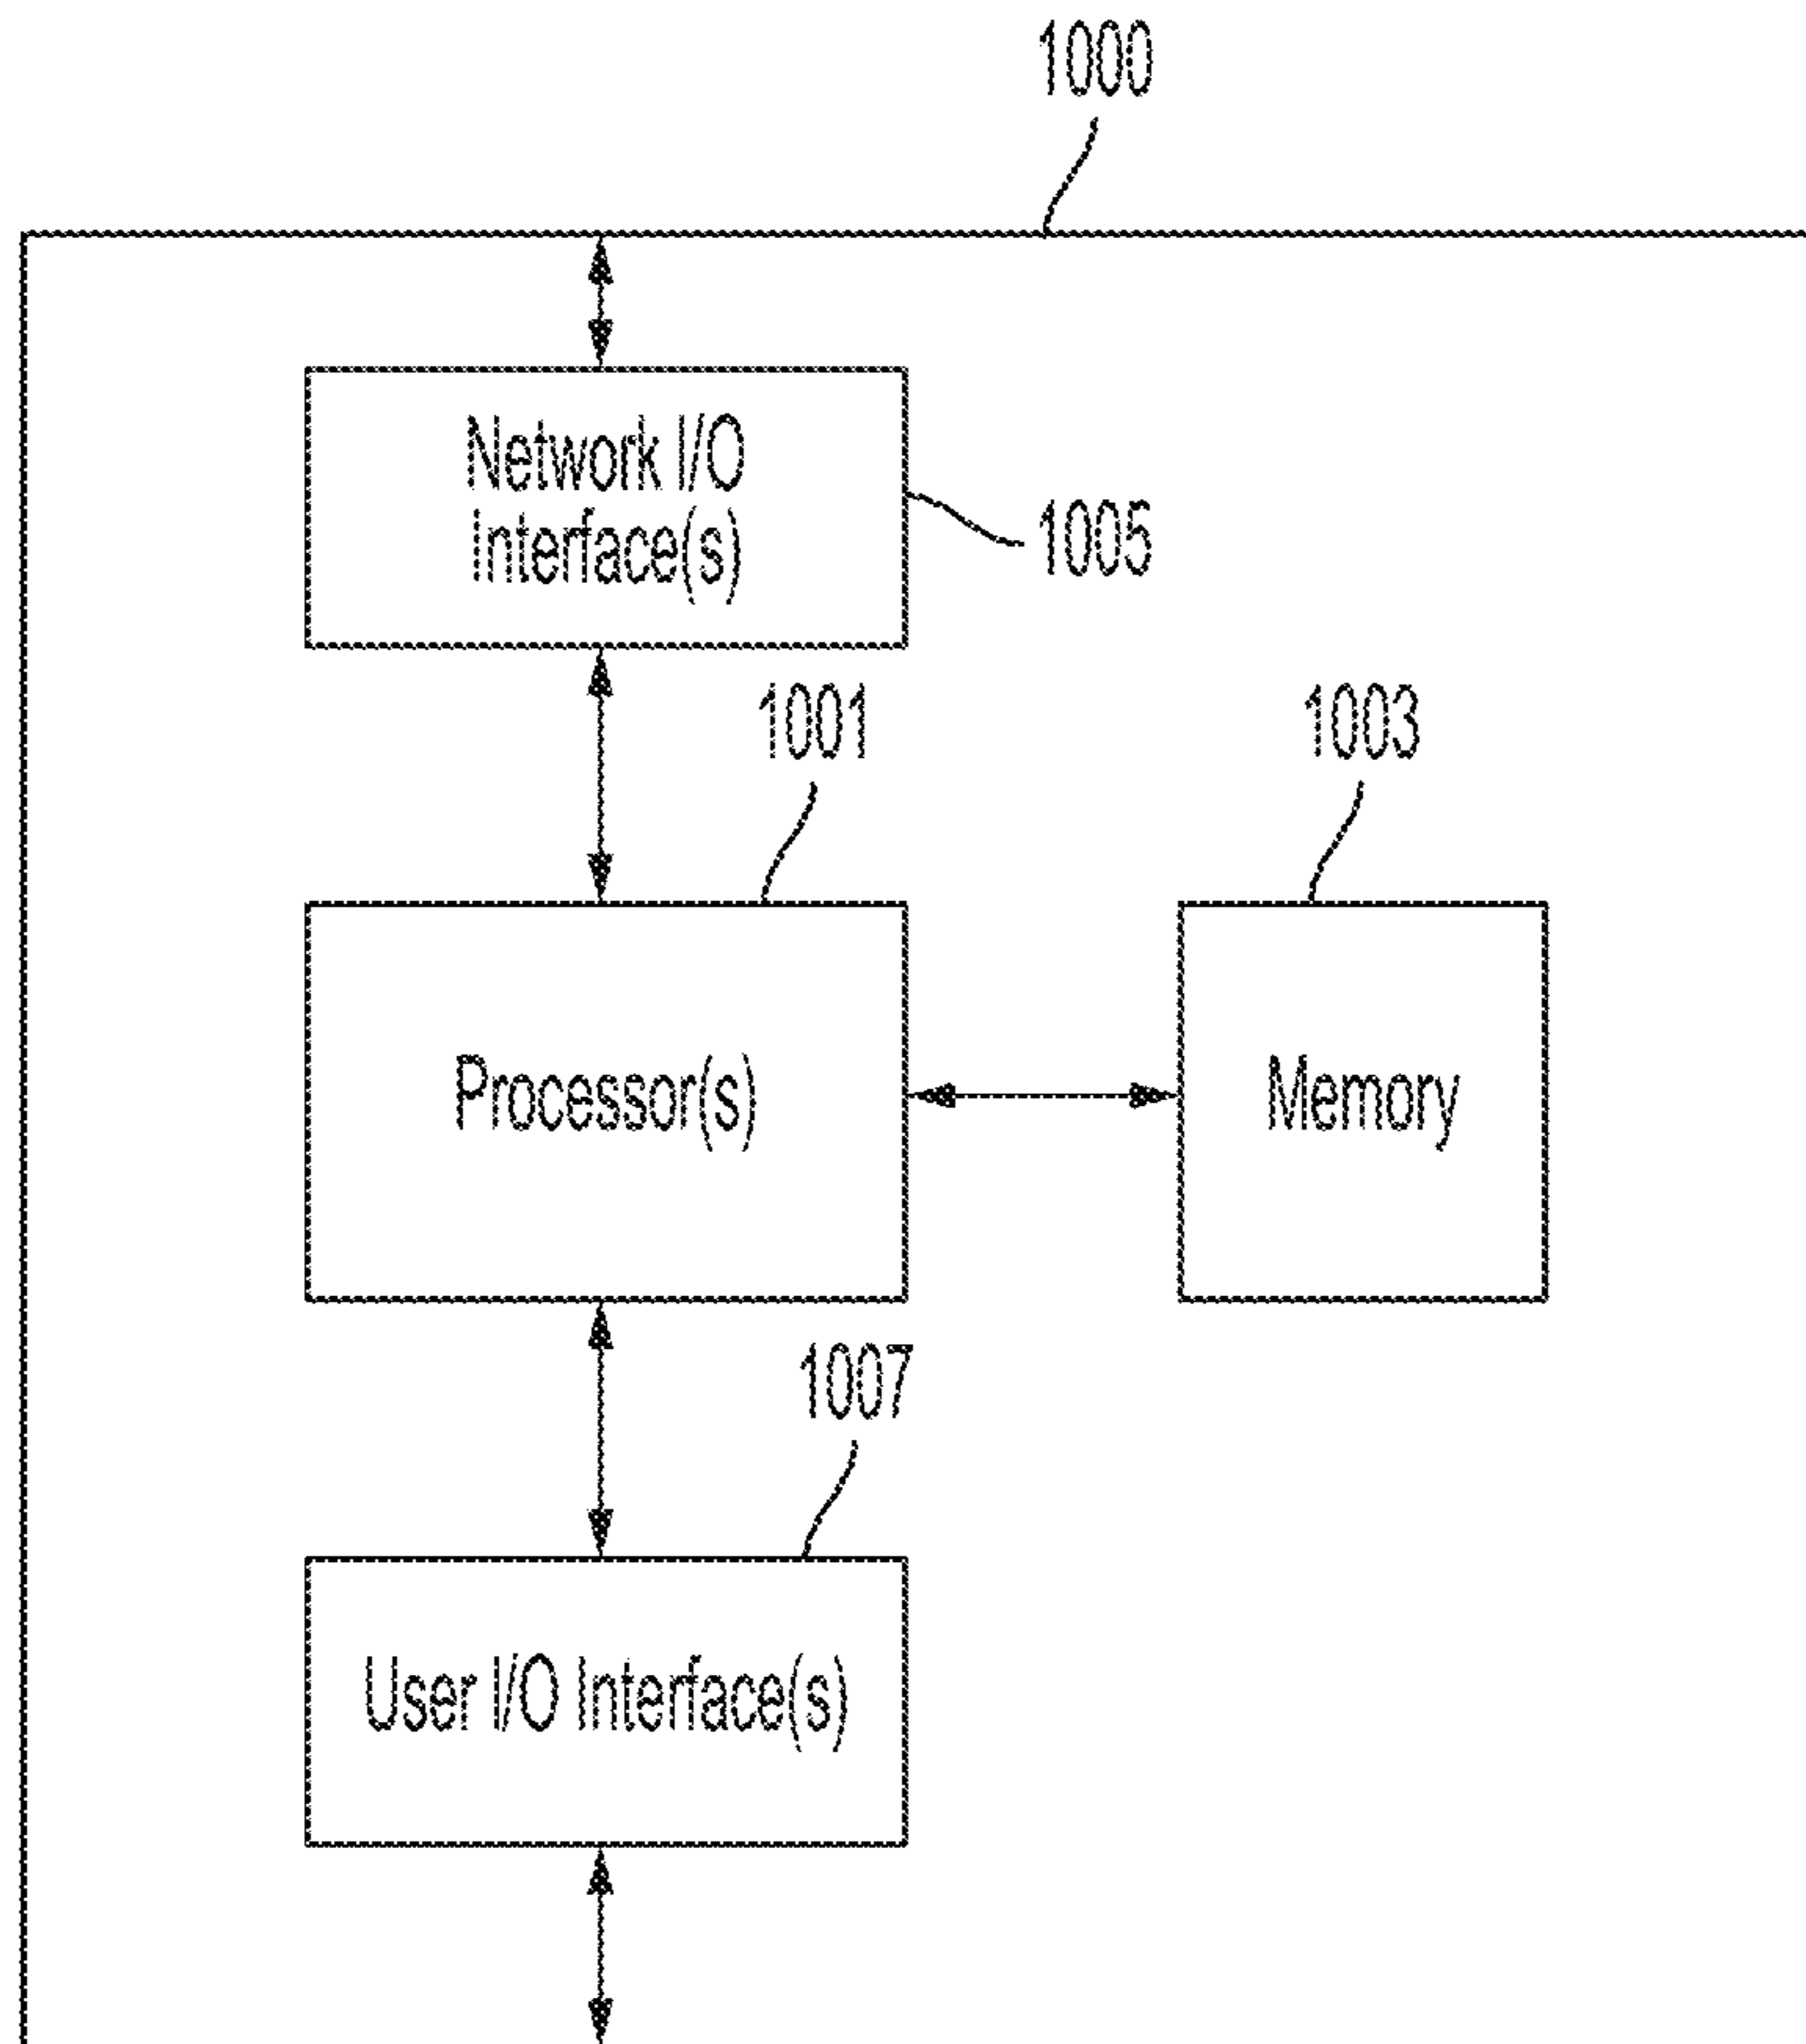 1000
Network I/O
Interface(s)
1005
1001
1003
Processor(s)
Memory
1007
User I/O Interface(s)